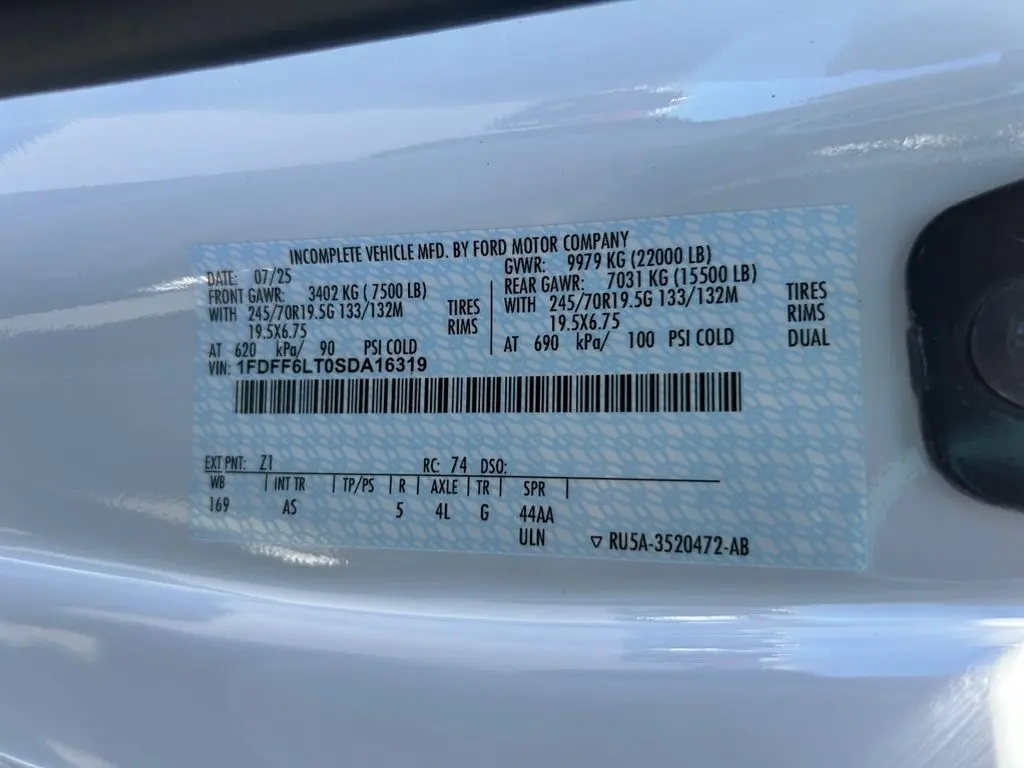 INCOMPLETE VEHICLE MFD. BY FORD MOTOR COMPANY
DATE: 07/25
FRONT GAWR: 3402 KG ( 7500 LB)
WITH 245/70R19.5G 133/132M TIRES
19.5X6.75 RIMS
AT 620 kPa/ 90 PSI COLD
GVWR: 9979 KG (22000 LB)
REAR GAWR: 7031 KG (15500 LB)
WITH 245/70R19.5G 133/132M TIRES
19.5X6.75 RIMS
AT 690 kPa/ 100 PSI COLD DUAL
VIN: 1FDFF6LT0SDA16319
EXT PNT: Z1 RC: 74 DSO:
WB | INT TR | TP/PS | R | AXLE | TR | SPR |
169 AS 5 4L G 44AA
ULN ▽ RU5A-3520472-AB